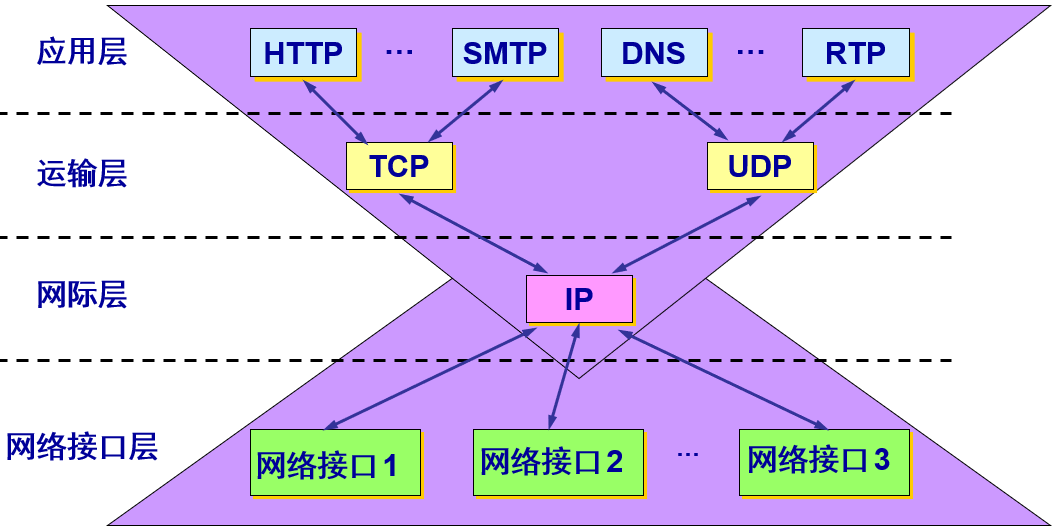 应用层
HTTP … SMTP DNS … RTP
运输层
TCP UDP
网际层
IP
网络接口层
网络接口1 网络接口2 … 网络接口3